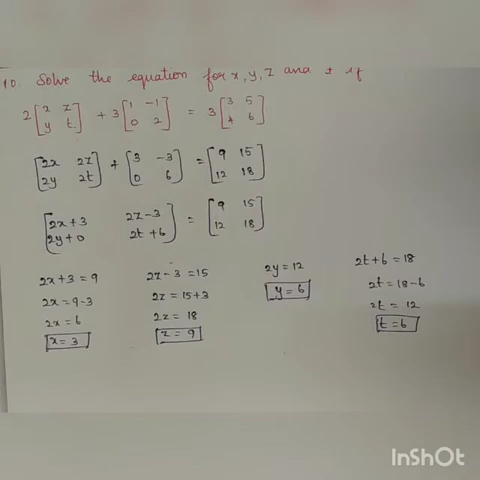 10. Solve the equation for x, y, z and t if
2 [x z] + 3 [1 -1] = 3 [3 5]
[y t] [0 2] [4 6]
[2x 2z] + [3 -3] = [9 15]
[2y 2t] [0 6] [12 18]
[2x+3 2z-3] = [9 15]
[2y+0 2t+6] [12 18]
2x+3 = 9
2x = 9-3
2x = 6
x = 3
2z-3 = 15
2z = 15+3
2z = 18
z = 9
2y = 12
y = 6
2t+6 = 18
2t = 18-6
2t = 12
t = 6
InShOt